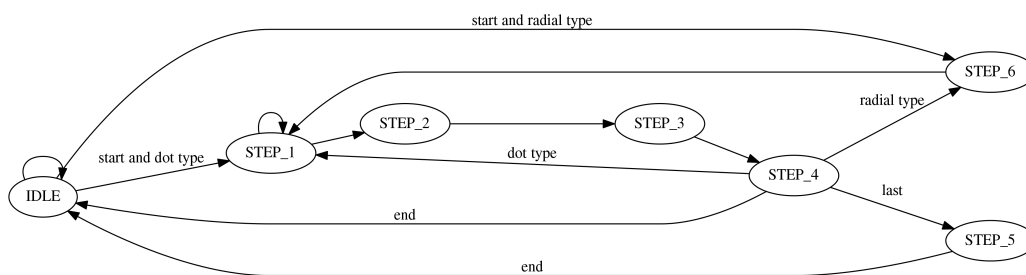 start and radial type
STEP_6
radial type
STEP_2
STEP_3
STEP_1
dot type
start and dot type
STEP_4
IDLE
last
end
STEP_5
end